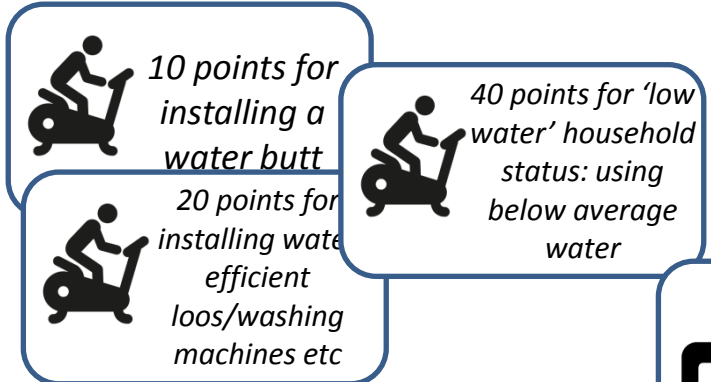 10 points for
installing a
water butt
40 points for ‘low
water’ household
status: using
below average
water
20 points for
installing wate
efficient
loos/washing
machines etc